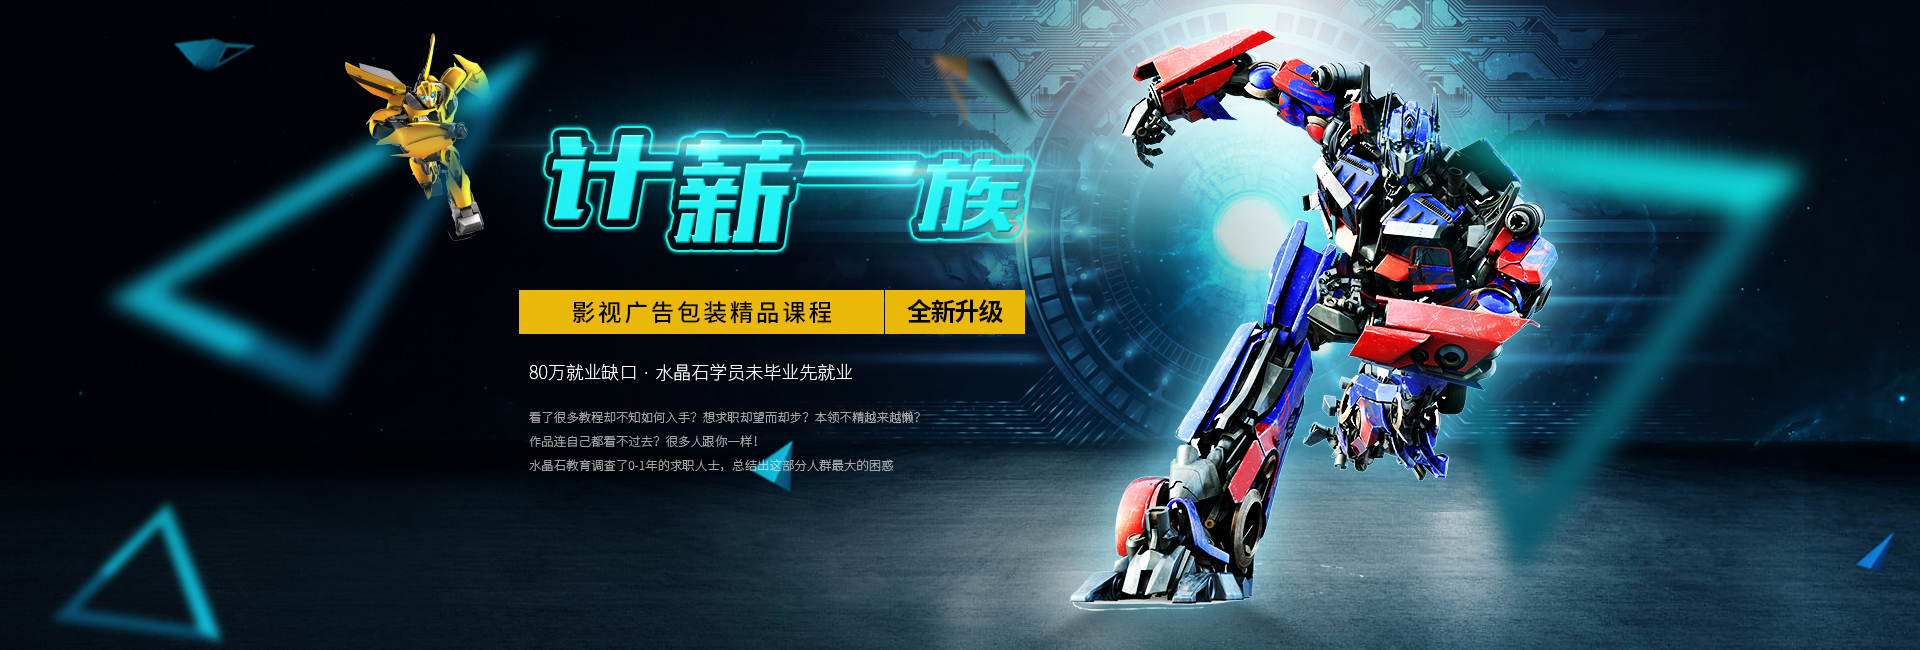 计薪一族
影视广告包装精品课程 全新升级
80万就业缺口 · 水晶石学员未毕业先就业
看了很多教程却不知如何入手？想求职却望而却步？本领不精越来越懒？
作品连自己都看不过去？很多人跟你一样！
水晶石教育调查了0-1年的求职人士，总结出这部分人群最大的困惑